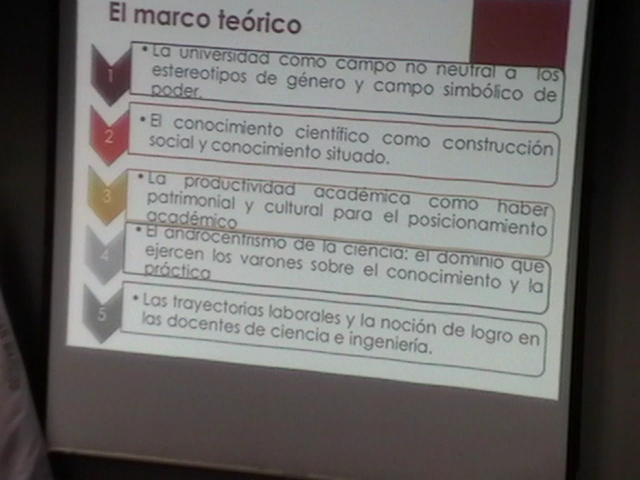 El marco teórico
1
• La universidad como campo no neutral a los
estereotipos de género y campo simbólico de
poder.
2
• El conocimiento científico como construcción
social y conocimiento situado.
3
• La productividad académica como haber
patrimonial y cultural para el posicionamiento
académico
4
• El androcentrismo de la ciencia: el dominio que
ejercen los varones sobre el conocimiento y la
práctica
5
• Las trayectorias laborales y la noción de logro en
las docentes de ciencia e ingeniería.